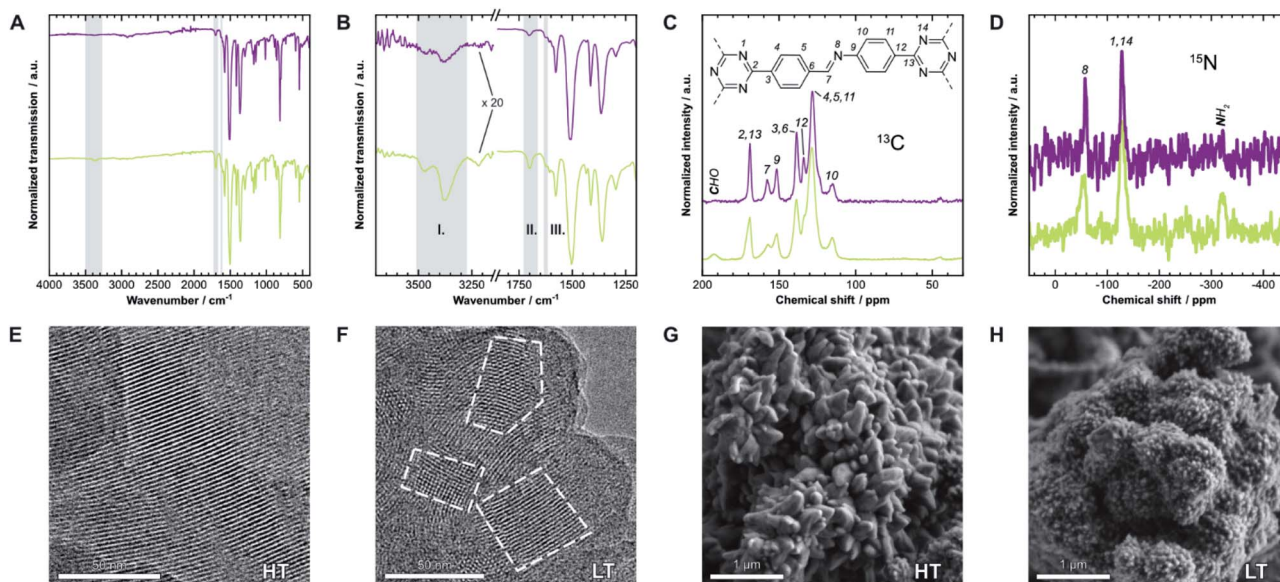 A
Normalized transmission / a.u.
4000 3500 3000 2500 2000 1500 1000 500
Wavenumber / cm-1
B
Normalized transmission / a.u.
x 20
I. II. III.
3500 3250 1750 1500 1250
Wavenumber / cm-1
C
Normalized intensity / a.u.
N N N N N N N
1 2 3 4 5 6 7 8 9 10 11 12 13 14
4,5,11
13C
2,13 3,6 12
7 9 10
CHO
200 150 100 50
Chemical shift / ppm
D
Normalized intensity / a.u.
1,14
15N
8
NH2
0 -100 -200 -300 -400
Chemical shift / ppm
E
50 nm HT
F
50 nm LT
G
1 µm HT
H
1 µm LT